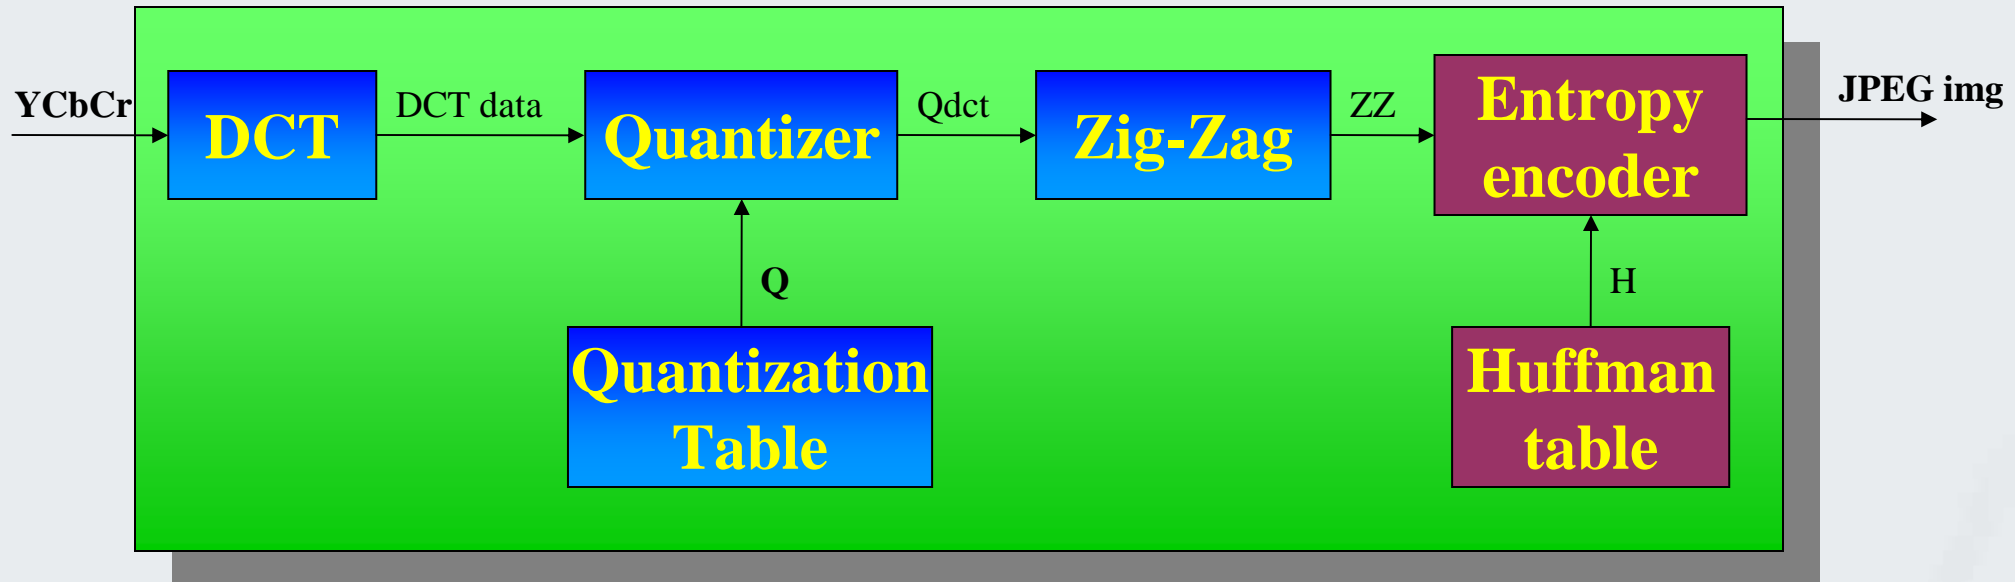 YCbCr
DCT
DCT data
Quantizer
Qdct
Zig-Zag
ZZ
Entropy
encoder
JPEG img
Q
H
Quantization
Table
Huffman
table